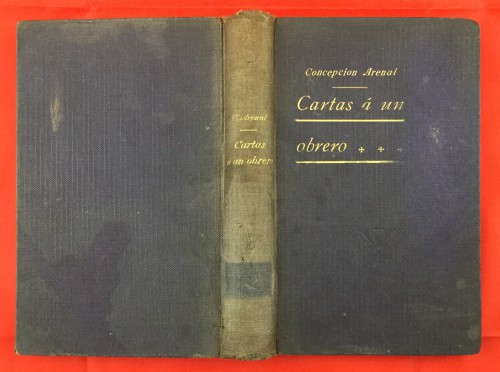 C. Arenal
Cartas
á un obrero
Concepcion Arenal
Cartas á un
obrero